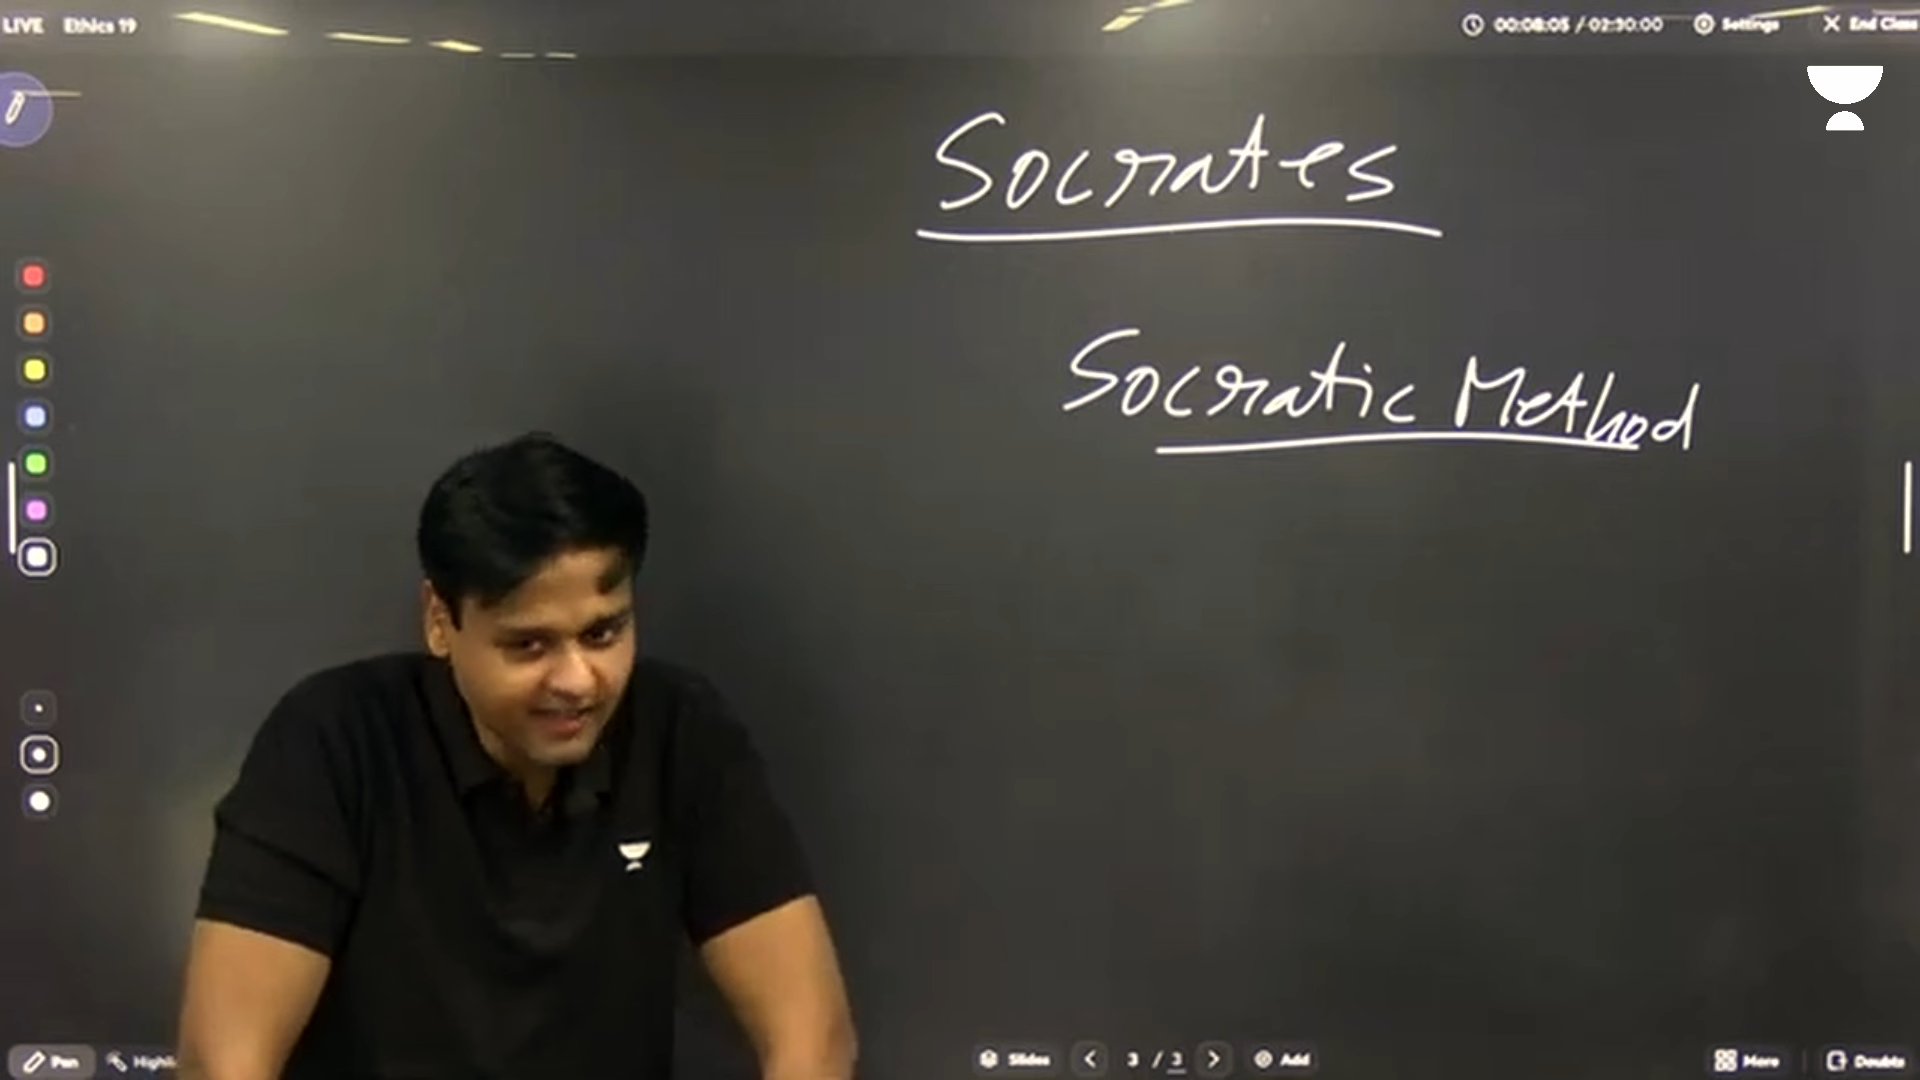 LIVE Ethics 19
00:08:05 / 02:30:00 Settings End Class
Socrates
Socratic Method
Pen
Slides 3 / 3 Add
More Doubts